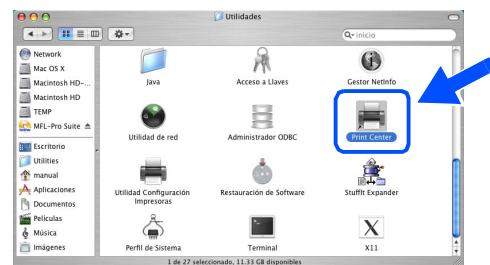 Utilidades
inicio
Network
Mac OS X
Macintosh HD-...
Macintosh HD
TEMP
MFL-Pro Suite
Escritorio
Utilities
manual
Aplicaciones
Documentos
Películas
Música
Imágenes
Java
Acceso a Llaves
Gestor NetInfo
Utilidad de red
Administrador ODBC
Print Center
Utilidad Configuración
Impresoras
Restauración de Software
StuffIt Expander
Perfil de Sistema
Terminal
X11
1 de 27 seleccionado, 11.33 GB disponibles